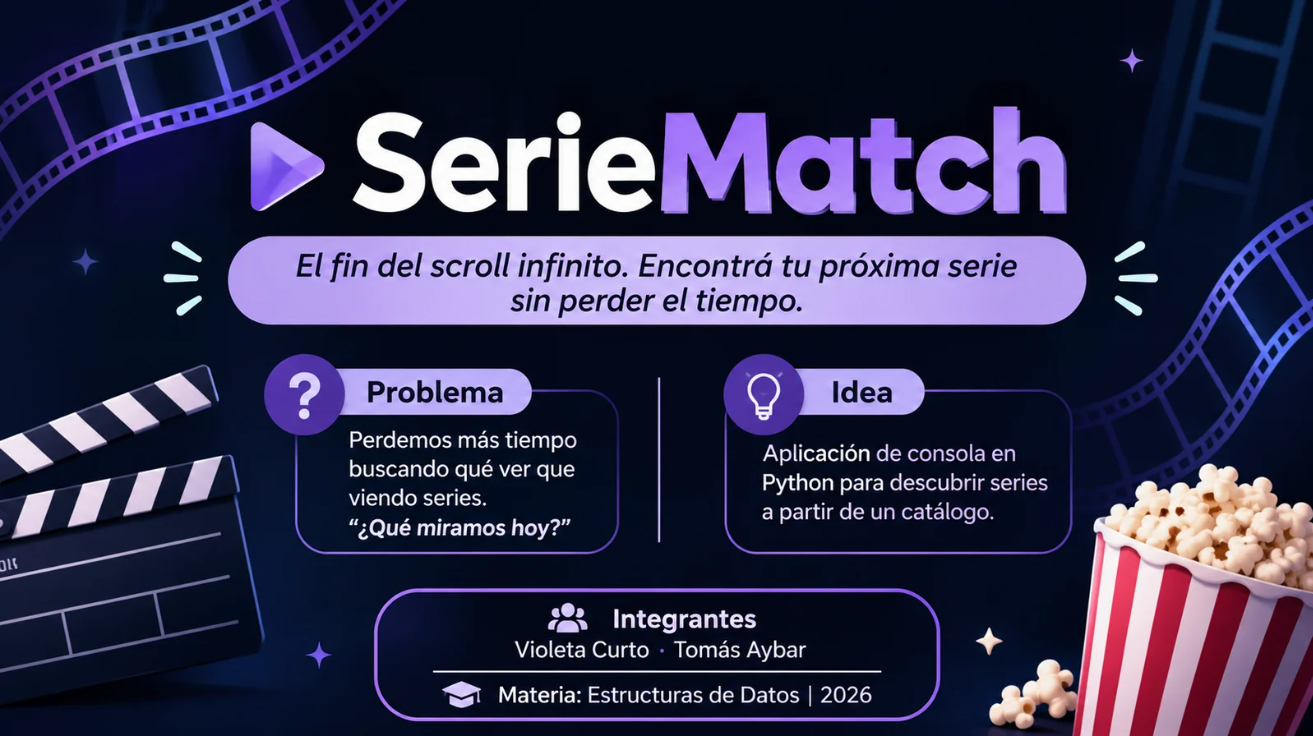 SerieMatch
El fin del scroll infinito. Encontrá tu próxima serie
sin perder el tiempo.
?
Problema
Perdemos más tiempo
buscando qué ver que
viendo series.
“¿Qué miramos hoy?”
Idea
Aplicación de consola en
Python para descubrir series
a partir de un catálogo.
Integrantes
Violeta Curto · Tomás Aybar
Materia: Estructuras de Datos | 2026